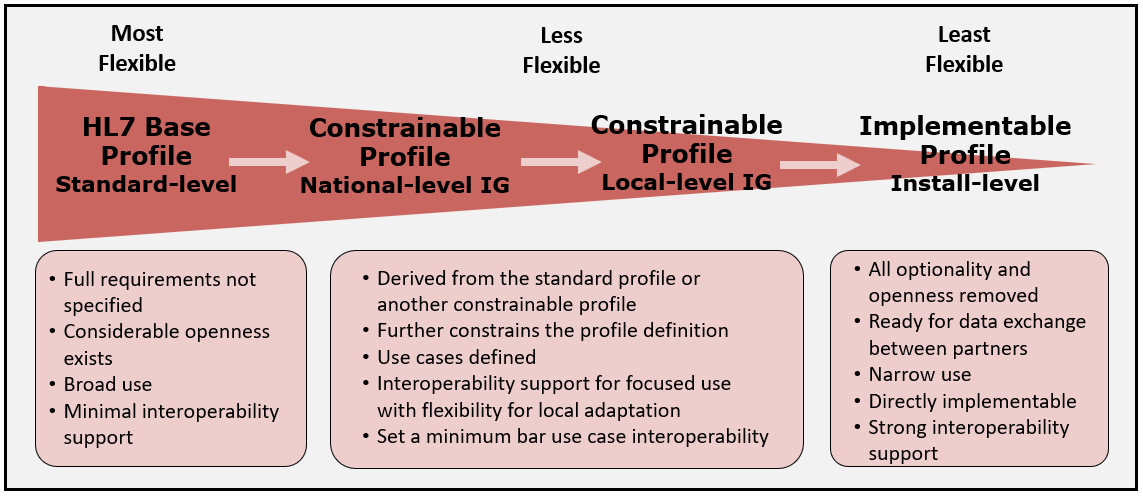 Most
Flexible
Less
Flexible
Least
Flexible
HL7 Base
Profile
Standard-level
Constrainable
Profile
National-level IG
Constrainable
Profile
Local-level IG
Implementable
Profile
Install-level
• Full requirements not
specified
• Considerable openness
exists
• Broad use
• Minimal interoperability
support
• Derived from the standard profile or
another constrainable profile
• Further constrains the profile definition
• Use cases defined
• Interoperability support for focused use
with flexibility for local adaptation
• Set a minimum bar use case interoperability
• All optionality and
openness removed
• Ready for data exchange
between partners
• Narrow use
• Directly implementable
• Strong interoperability
support